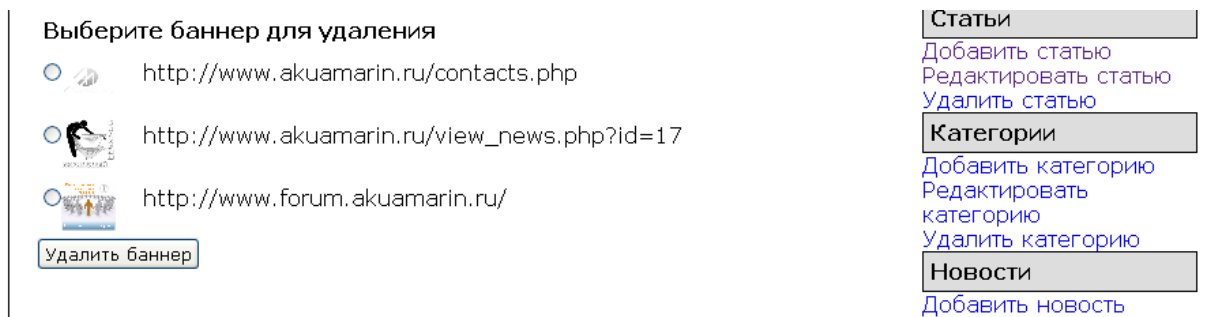 Выберите баннер для удаления
http://www.akuamarin.ru/contacts.php
http://www.akuamarin.ru/view_news.php?id=17
http://www.forum.akuamarin.ru/
Удалить баннер
Статьи
Добавить статью
Редактировать статью
Удалить статью
Категории
Добавить категорию
Редактировать
категорию
Удалить категорию
Новости
Добавить новость